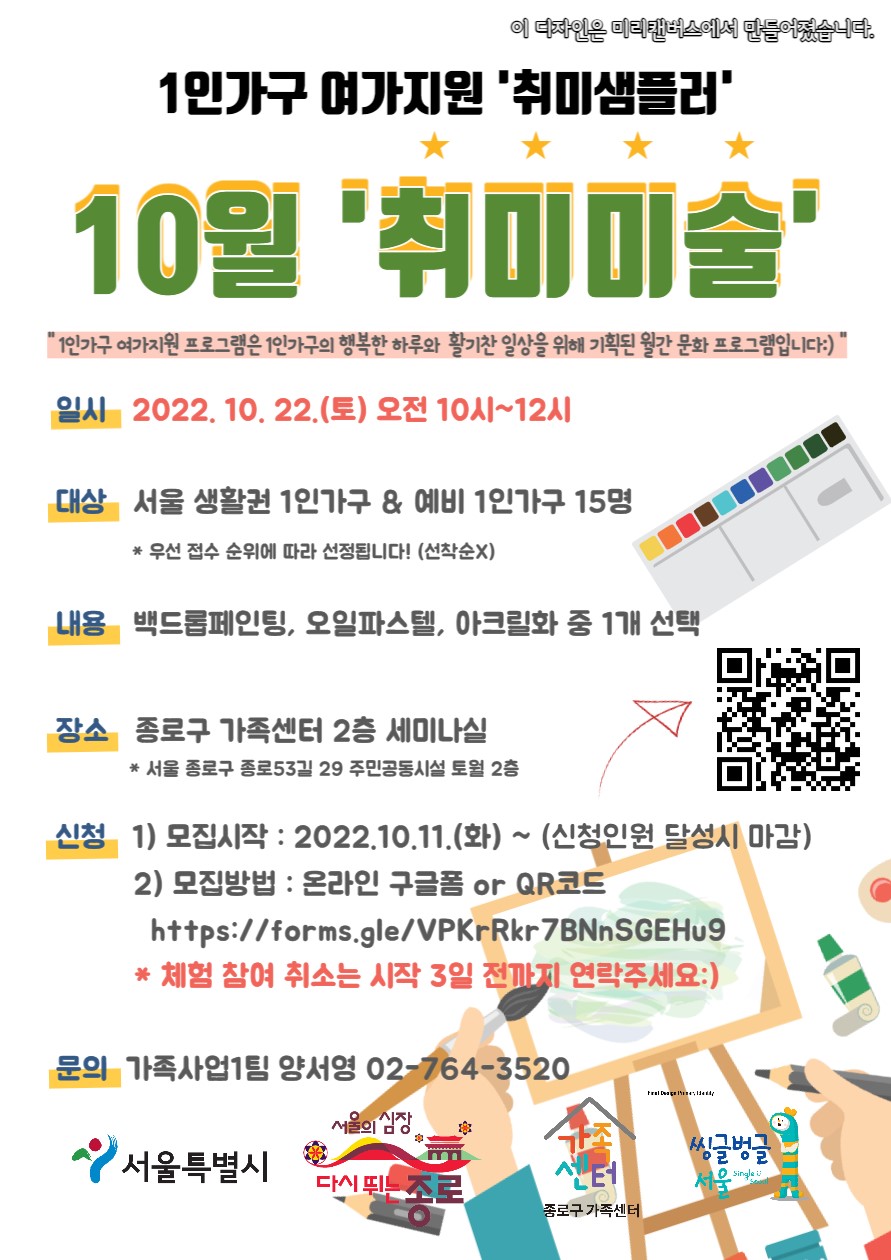 이 디자인은 미리캔버스에서 만들어졌습니다.
1인가구 여가지원 '취미샘플러'
10월 '취미미술'
" 1인가구 여가지원 프로그램은 1인가구의 행복한 하루와 활기찬 일상을 위해 기획된 월간 문화 프로그램입니다:) "
일시 2022. 10. 22.(토) 오전 10시~12시
대상 서울 생활권 1인가구 & 예비 1인가구 15명
* 우선 접수 순위에 따라 선정됩니다! (선착순X)
내용 백드롭페인팅, 오일파스텔, 아크릴화 중 1개 선택
장소 종로구 가족센터 2층 세미나실
* 서울 종로구 종로53길 29 주민공동시설 토월 2층
신청 1) 모집시작 : 2022.10.11.(화) ~ (신청인원 달성시 마감)
2) 모집방법 : 온라인 구글폼 or QR코드
https://forms.gle/VPKrRkr7BNnSGEHu9
* 체험 참여 취소는 시작 3일 전까지 연락주세요:)
문의 가족사업1팀 양서영 02-764-3520
Final Design Primary Identity
서울특별시
서울의 심장
다시 뛰는 종로
가족센터
종로구 가족센터
씽글벙글
서울 Single i Seoul